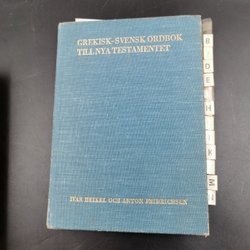 GREKISK-SVENSK ORDBOK
TILL NYA TESTAMENTET
IVAR HEIKEL OCH ANTON FRIDRICHSEN
B
D
E
H
I
K
M